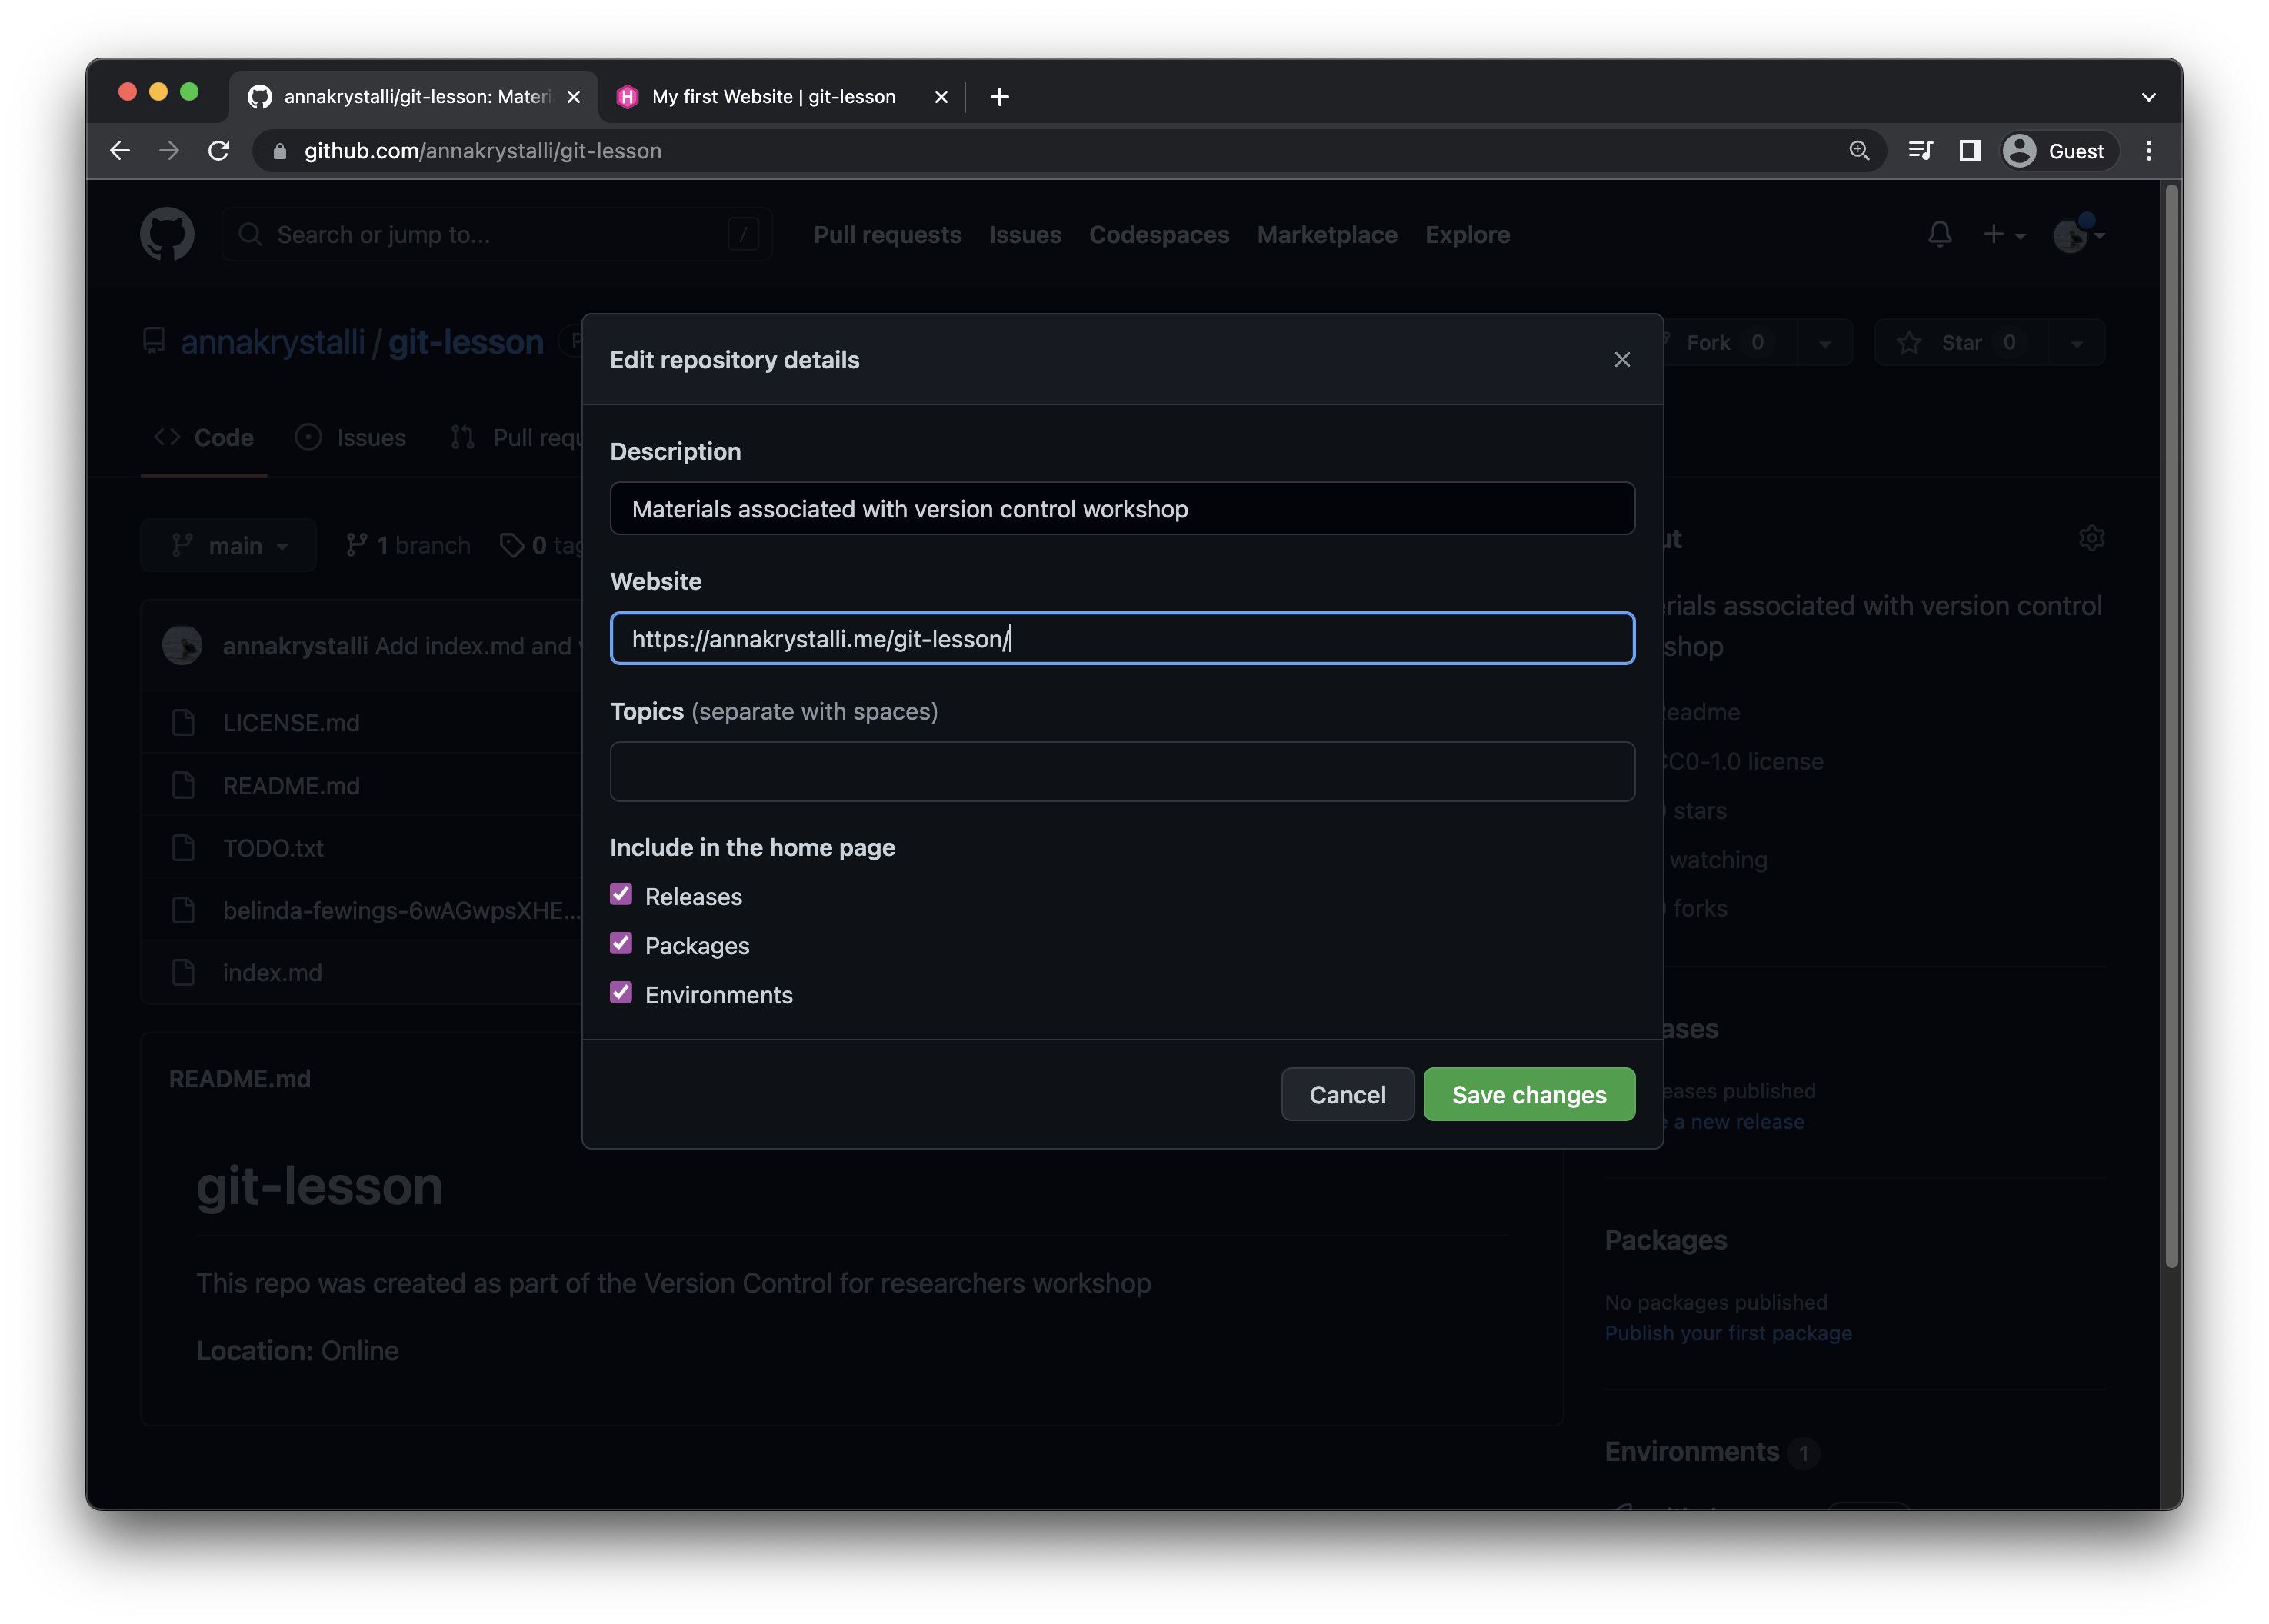 annakrystalli/git-lesson: Materi
My first Website | git-lesson
github.com/annakrystalli/git-lesson
Guest
Search or jump to...
/
Pull requests
Issues
Codespaces
Marketplace
Explore
annakrystalli / git-lesson
Fork 0
Star 0
Code
Issues
Pull requ
main
1 branch
0 tag
annakrystalli Add index.md and
LICENSE.md
README.md
TODO.txt
belinda-fewings-6wAGwpsXHE...
index.md
README.md
git-lesson
This repo was created as part of the Version Control for researchers workshop
Location: Online
Edit repository details
Description
Materials associated with version control workshop
Website
https://annakrystalli.me/git-lesson/
Topics (separate with spaces)
Include in the home page
Releases
Packages
Environments
Cancel
Save changes
ut
rials associated with version control
shop
eadme
CC0-1.0 license
stars
watching
forks
ases
eases published
a new release
Packages
No packages published
Publish your first package
Environments 1